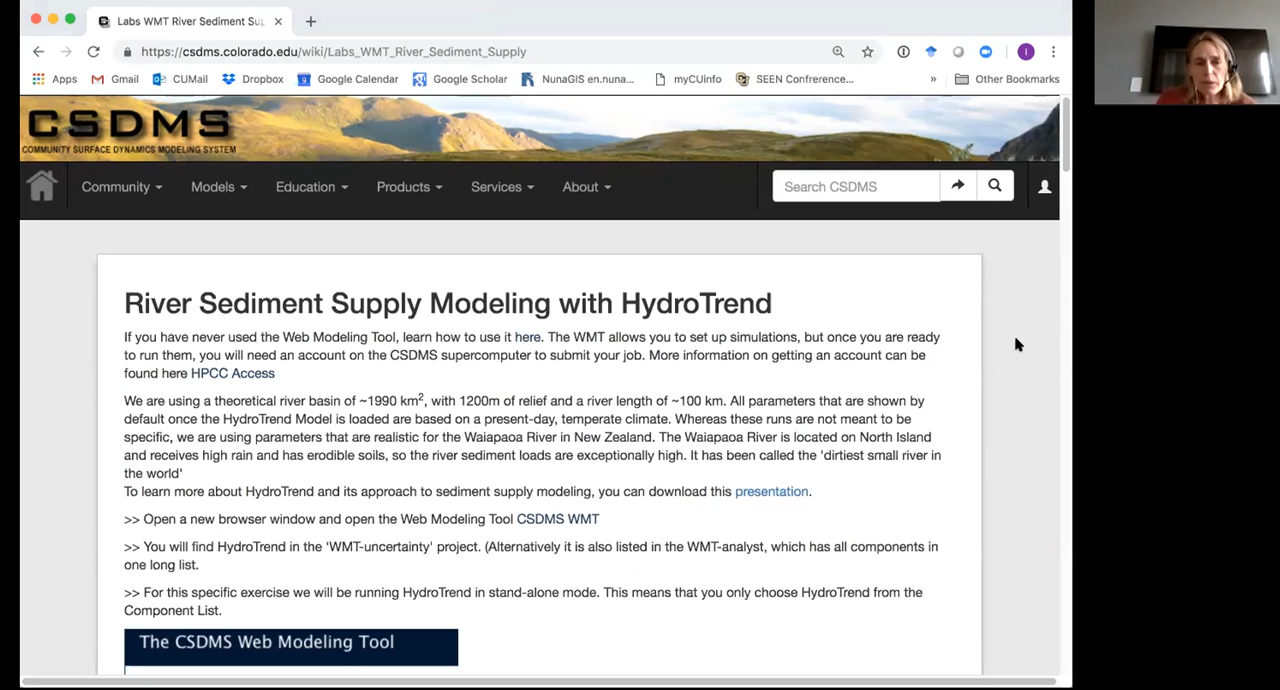 Labs WMT River Sediment Su
https://csdms.colorado.edu/wiki/Labs_WMT_River_Sediment_Supply
Apps Gmail CUMail Dropbox Google Calendar Google Scholar NunaGIS en.nuna... myCUinfo SEEN Confrerence... » Other Bookmarks
CSDMS
COMMUNITY SURFACE DYNAMICS MODELING SYSTEM
Community Models Education Products Services About Search CSDMS
River Sediment Supply Modeling with HydroTrend
If you have never used the Web Modeling Tool, learn how to use it here. The WMT allows you to set up simulations, but once you are ready
to run them, you will need an account on the CSDMS supercomputer to submit your job. More information on getting an account can be
found here HPCC Access
We are using a theoretical river basin of ~1990 km², with 1200m of relief and a river length of ~100 km. All parameters that are shown by
default once the HydroTrend Model is loaded are based on a present-day, temperate climate. Whereas these runs are not meant to be
specific, we are using parameters that are realistic for the Waiapaoa River in New Zealand. The Waiapaoa River is located on North Island
and receives high rain and has erodible soils, so the river sediment loads are exceptionally high. It has been called the 'dirtiest small river in
the world'
To learn more about HydroTrend and its approach to sediment supply modeling, you can download this presentation.
>> Open a new browser window and open the Web Modeling Tool CSDMS WMT
>> You will find HydroTrend in the 'WMT-uncertainty' project. (Alternatively it is also listed in the WMT-analyst, which has all components in
one long list.
>> For this specific exercise we will be running HydroTrend in stand-alone mode. This means that you only choose HydroTrend from the
Component List.
The CSDMS Web Modeling Tool